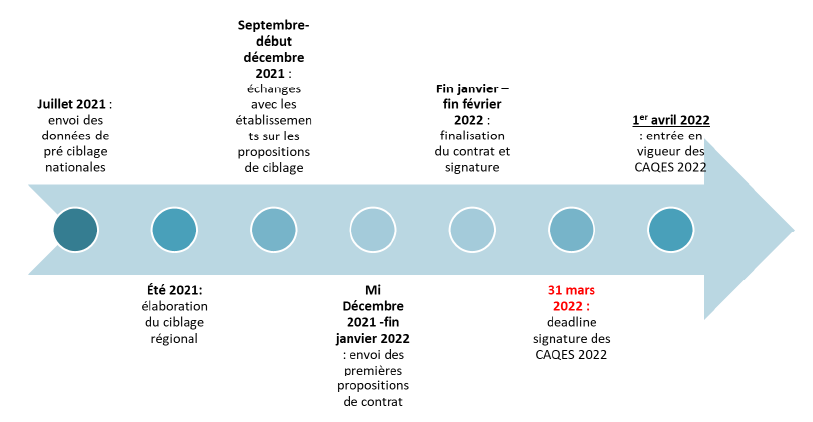 Juillet 2021 :
envoi des
données de
pré ciblage
nationales
Été 2021:
élaboration
du ciblage
régional
Septembre-
début
décembre
2021 :
échanges
avec les
établissemen
ts sur les
propositions
de ciblage
Mi
Décembre
2021 -fin
janvier 2022
: envoi des
premières
propositions
de contrat
Fin janvier –
fin février
2022 :
finalisation
du contrat et
signature
31 mars
2022 :
deadline
signature des
CAQES 2022
1er avril 2022
: entrée en
vigueur des
CAQES 2022